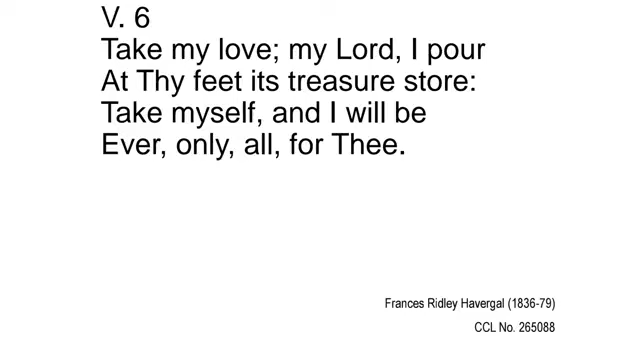 V. 6
Take my love; my Lord, I pour
At Thy feet its treasure store:
Take myself, and I will be
Ever, only, all, for Thee.
Frances Ridley Havergal (1836-79)
CCL No. 265088